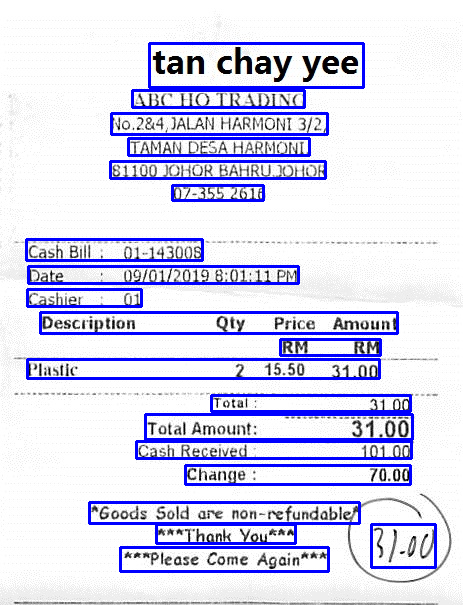 tan chay yee
ABC HO TRADING
No.2&4,JALAN HARMONI 3/2,
TAMAN DESA HARMONI
81100 JOHOR BAHRU.JOHOR
07-355 2616
Cash Bill : 01-143008
Date : 09/01/2019 8:01:11 PM
Cashier : 01
Description Qty Price Amount
RM RM
Plastic 2 15.50 31.00
Total : 31.00
Total Amount: 31.00
Cash Received : 101.00
Change : 70.00
*Goods Sold are non-refundable*
***Thank You***
***Please Come Again***
31.00